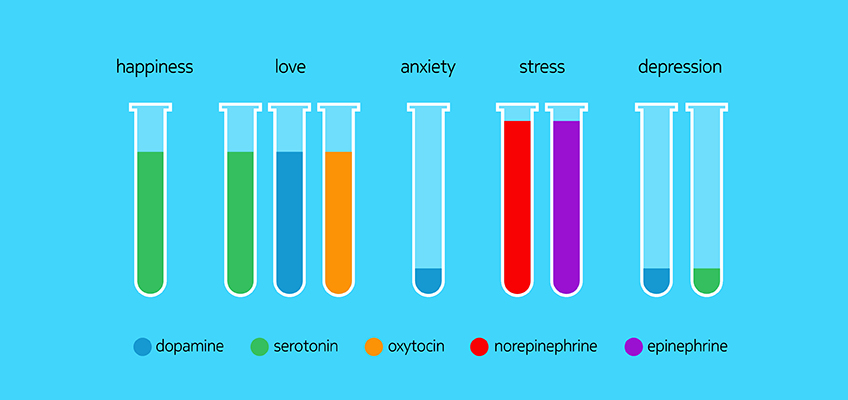 happiness love anxiety stress depression
dopamine serotonin oxytocin norepinephrine epinephrine